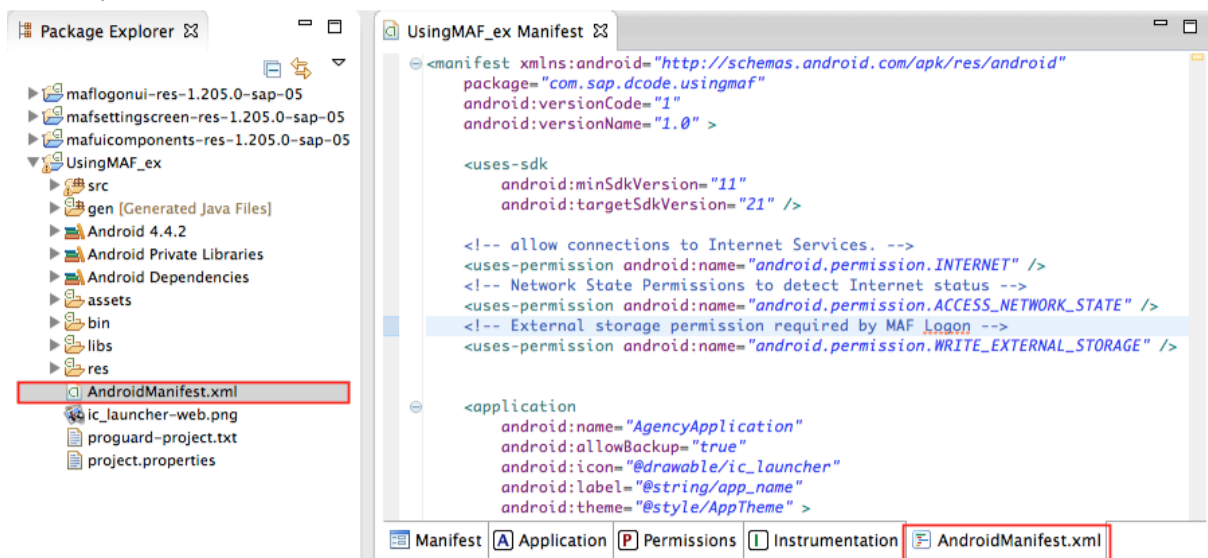 Package Explorer
maflogonui-res-1.205.0-sap-05
mafsettingscreen-res-1.205.0-sap-05
mafuicomponents-res-1.205.0-sap-05
UsingMAF_ex
src
gen [Generated Java Files]
Android 4.4.2
Android Private Libraries
Android Dependencies
assets
bin
libs
res
AndroidManifest.xml
ic_launcher-web.png
proguard-project.txt
project.properties
UsingMAF_ex Manifest
<manifest xmlns:android="http://schemas.android.com/apk/res/android"
package="com.sap.dcode.usingmaf"
android:versionCode="1"
android:versionName="1.0" >
<uses-sdk
android:minSdkVersion="11"
android:targetSdkVersion="21" />
<!-- allow connections to Internet Services. -->
<uses-permission android:name="android.permission.INTERNET" />
<!-- Network State Permissions to detect Internet status -->
<uses-permission android:name="android.permission.ACCESS_NETWORK_STATE" />
<!-- External storage permission required by MAF Logon -->
<uses-permission android:name="android.permission.WRITE_EXTERNAL_STORAGE" />
<application
android:name="AgencyApplication"
android:allowBackup="true"
android:icon="@drawable/ic_launcher"
android:label="@string/app_name"
android:theme="@style/AppTheme" >
Manifest A Application P Permissions I Instrumentation AndroidManifest.xml